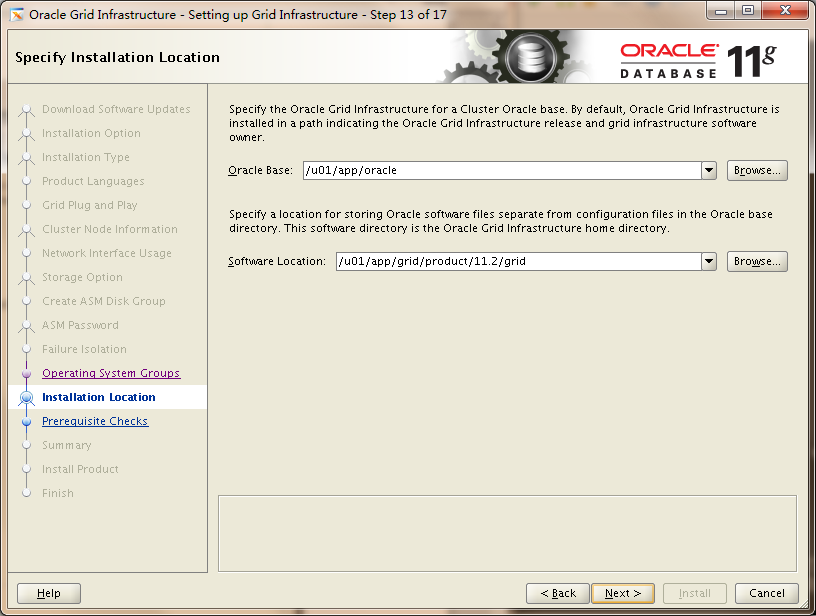 Oracle Grid Infrastructure - Setting up Grid Infrastructure - Step 13 of 17
Specify Installation Location
ORACLE
DATABASE 11g
Download Software Updates
Installation Option
Installation Type
Product Languages
Grid Plug and Play
Cluster Node Information
Network Interface Usage
Storage Option
Create ASM Disk Group
ASM Password
Failure Isolation
Operating System Groups
Installation Location
Prerequisite Checks
Summary
Install Product
Finish
Specify the Oracle Grid Infrastructure for a Cluster Oracle base. By default, Oracle Grid Infrastructure is
installed in a path indicating the Oracle Grid Infrastructure release and grid infrastructure software
owner.
Oracle Base: /u01/app/oracle Browse...
Specify a location for storing Oracle software files separate from configuration files in the Oracle base
directory. This software directory is the Oracle Grid Infrastructure home directory.
Software Location: /u01/app/grid/product/11.2/grid Browse...
Help < Back Next > Install Cancel